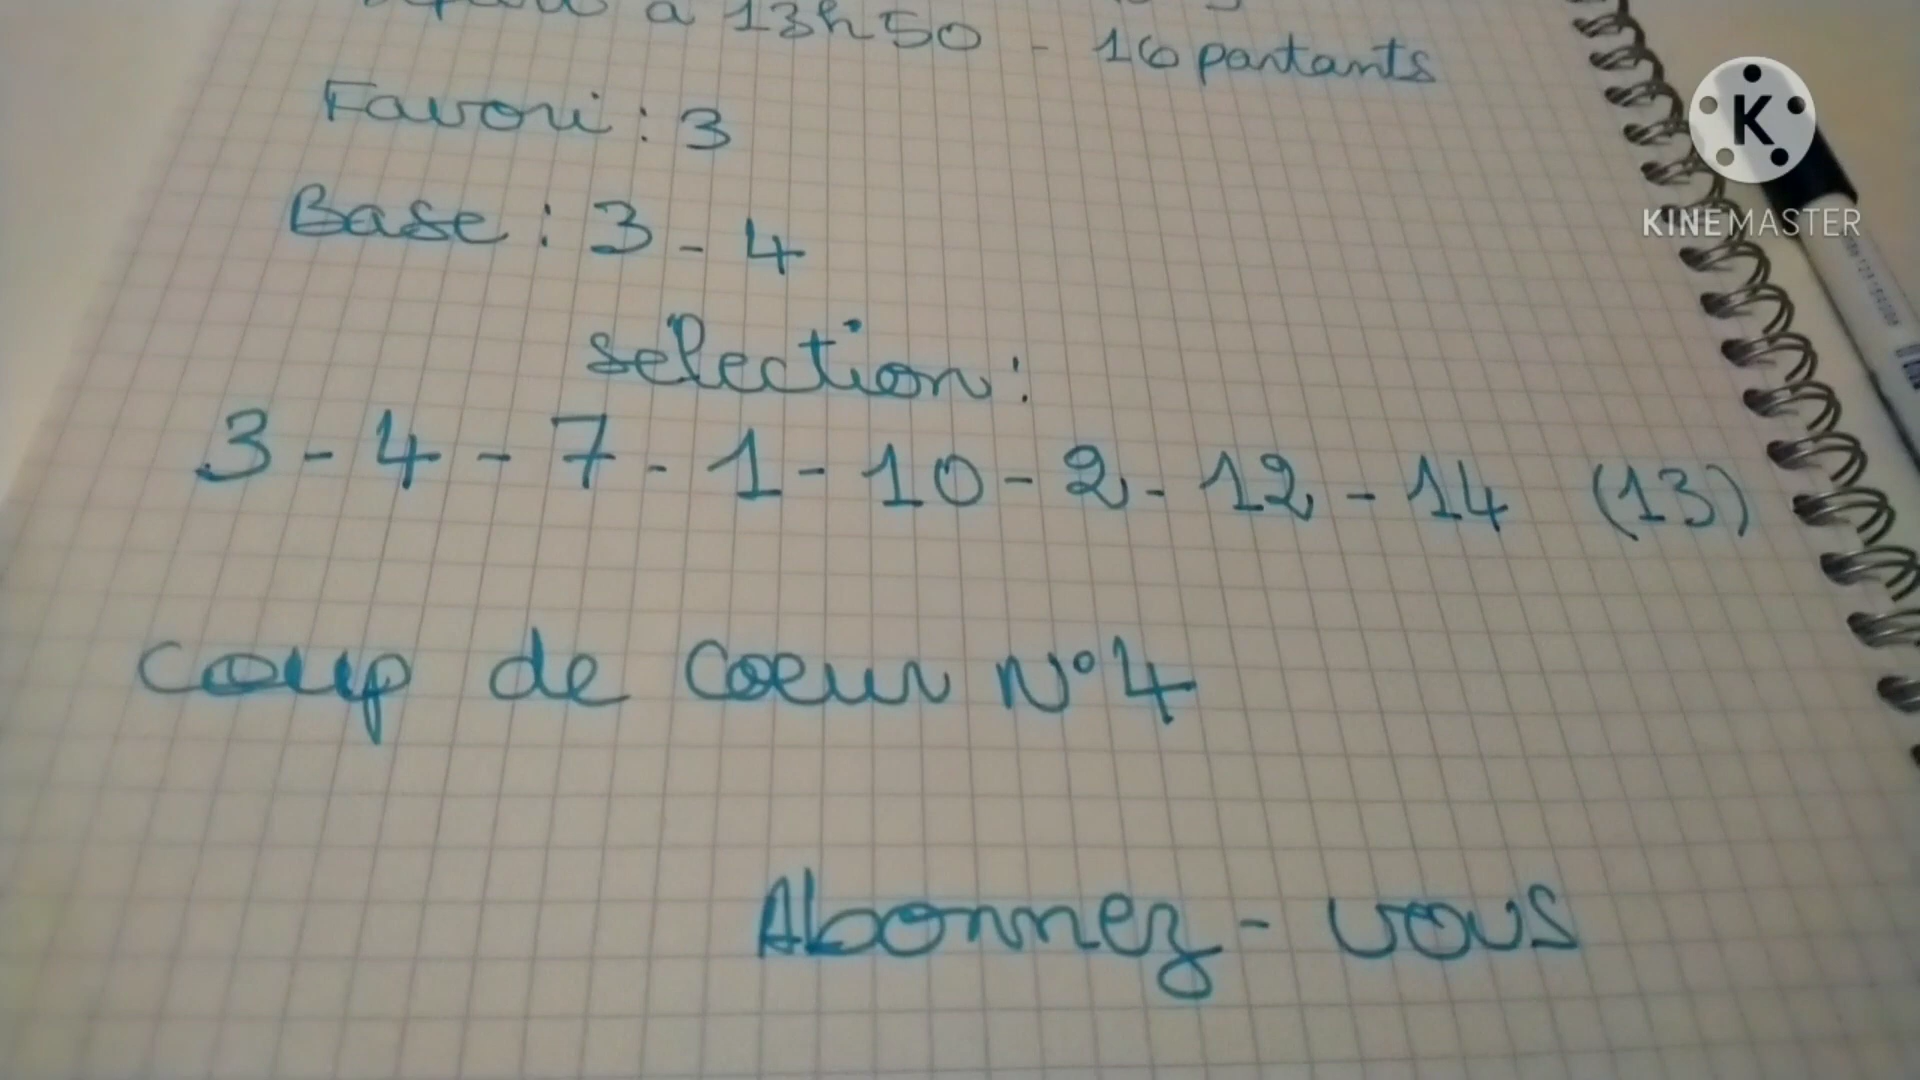 à 13h50 - 16 partants
Favori : 3
Base : 3 - 4
selection :
3 - 4 - 7 - 1 - 10 - 2 - 12 - 14 (13)
coup de coeur N°4
Abonnez - vous
K
KINEMASTER